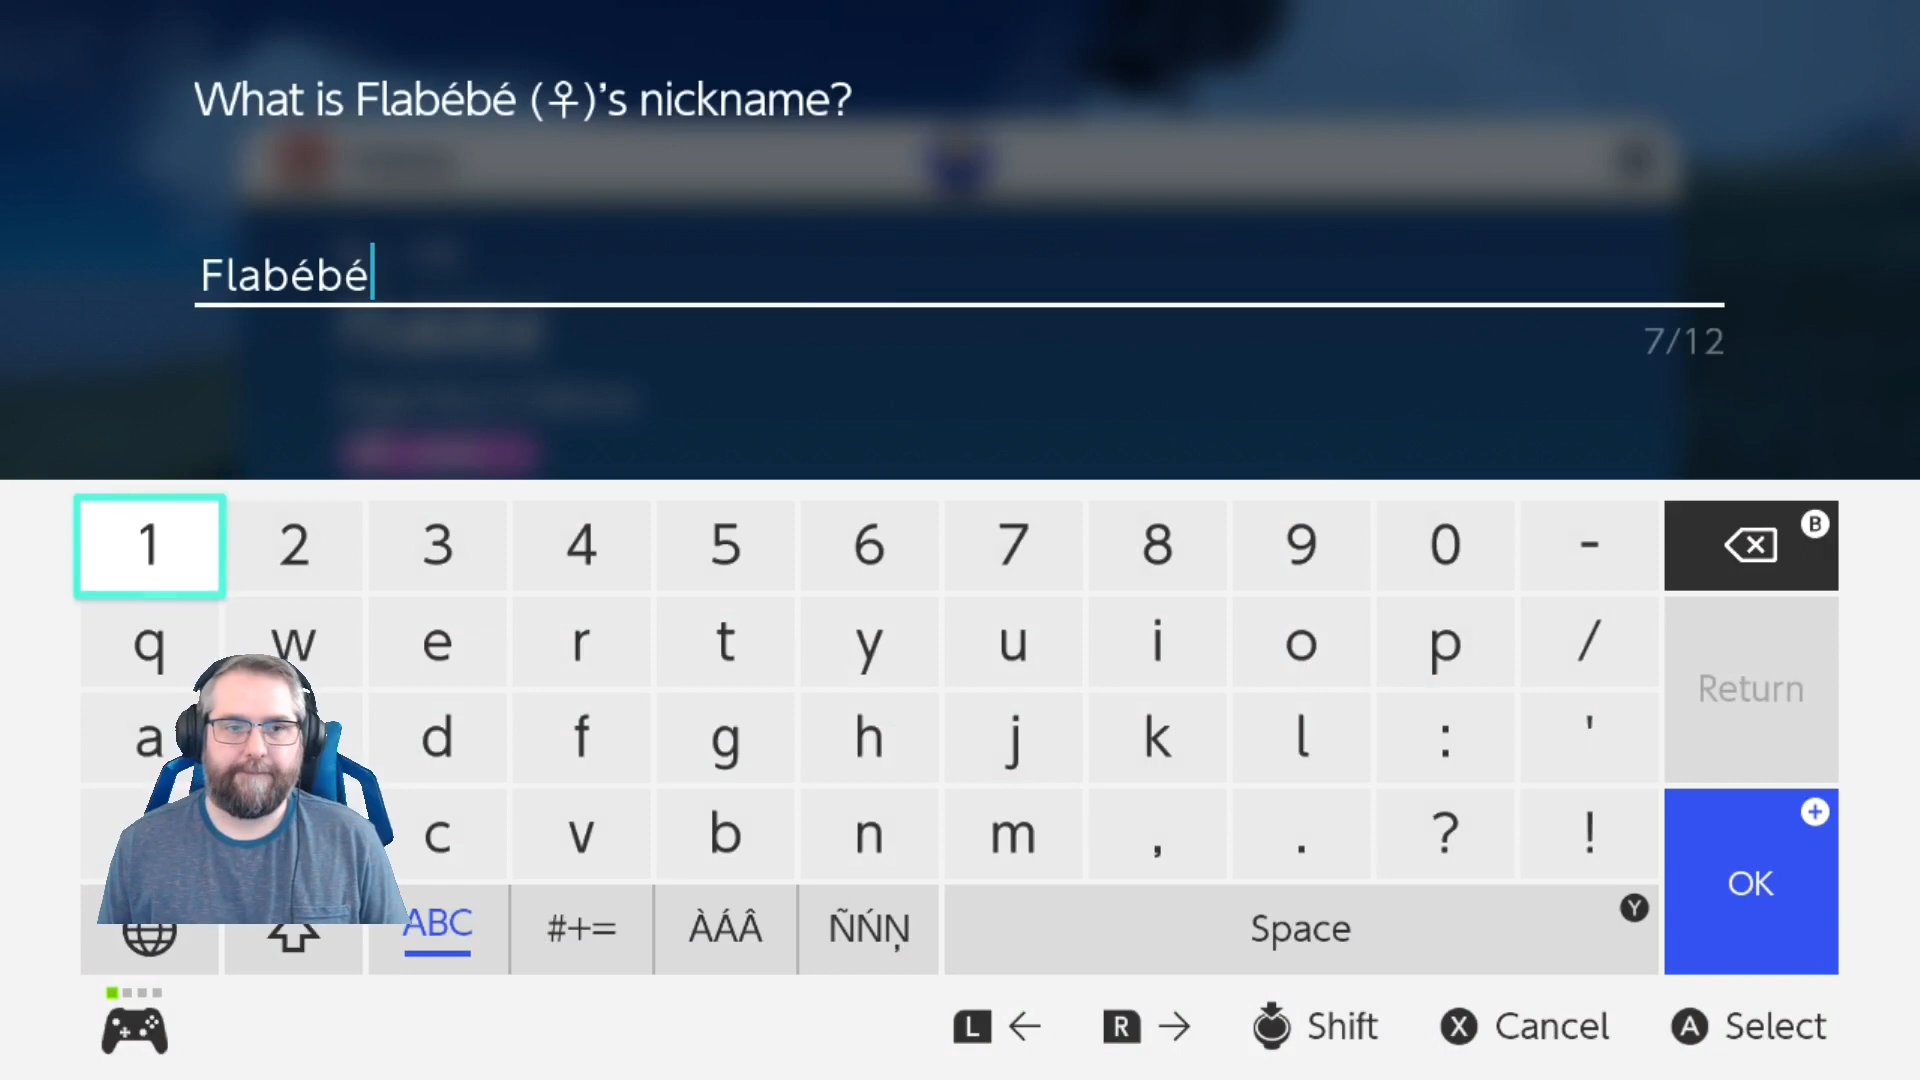 What is Flabébé (♀)'s nickname?
Flabébé
7/12
1 2 3 4 5 6 7 8 9 0 - B
q w e r t y u i o p / Return
a d f g h j k l : '
c v b n m , . ? ! + OK
ABC #+= ÀÁÂ ÑŃŅ Space Y
L ← R → Shift X Cancel A Select